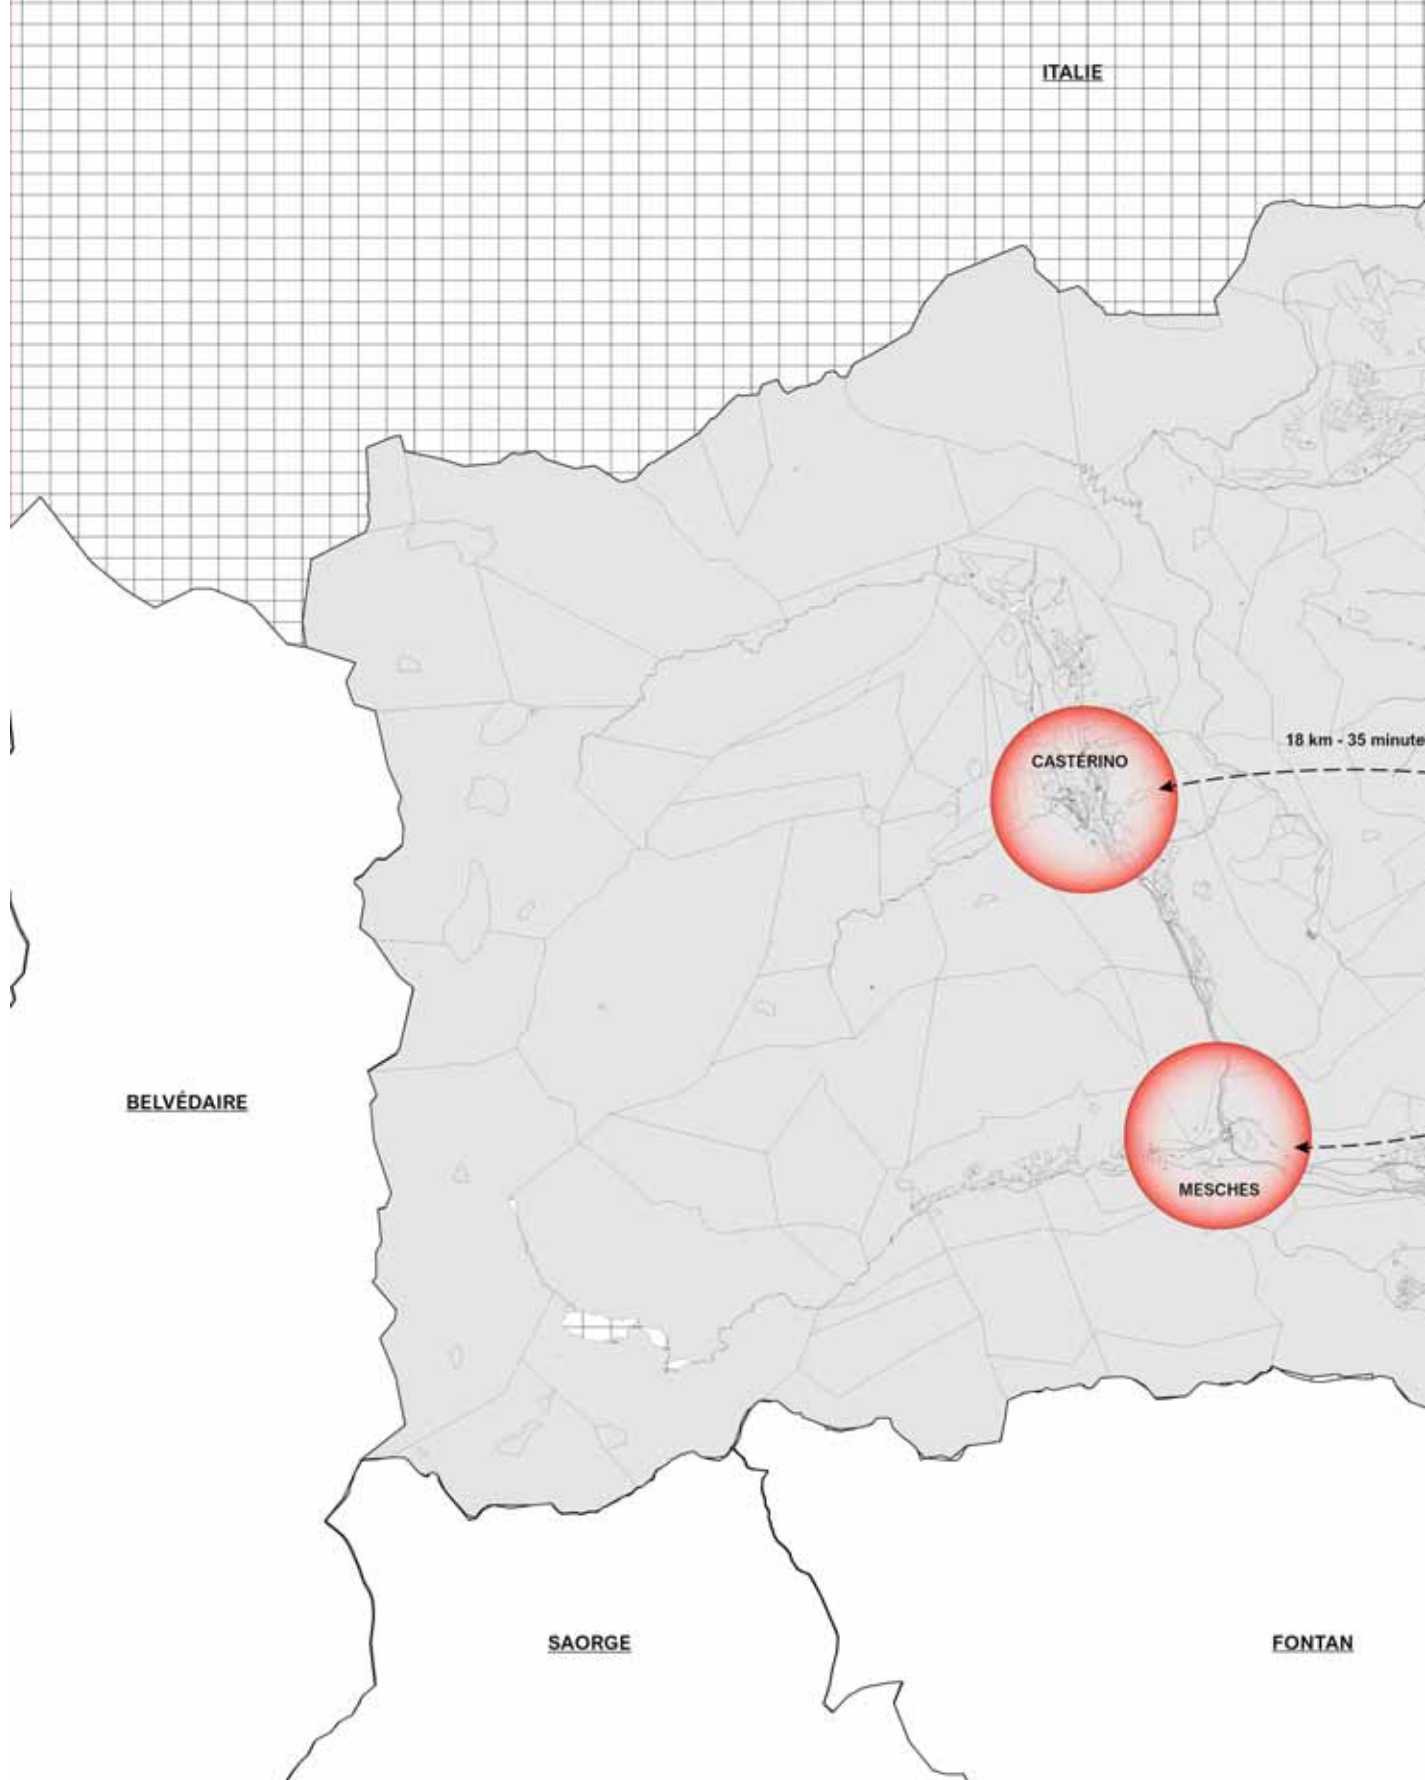 ITALIE
18 km - 35 minute
CASTÉRINO
BELVÉDAIRE
MESCHES
SAORGE
FONTAN